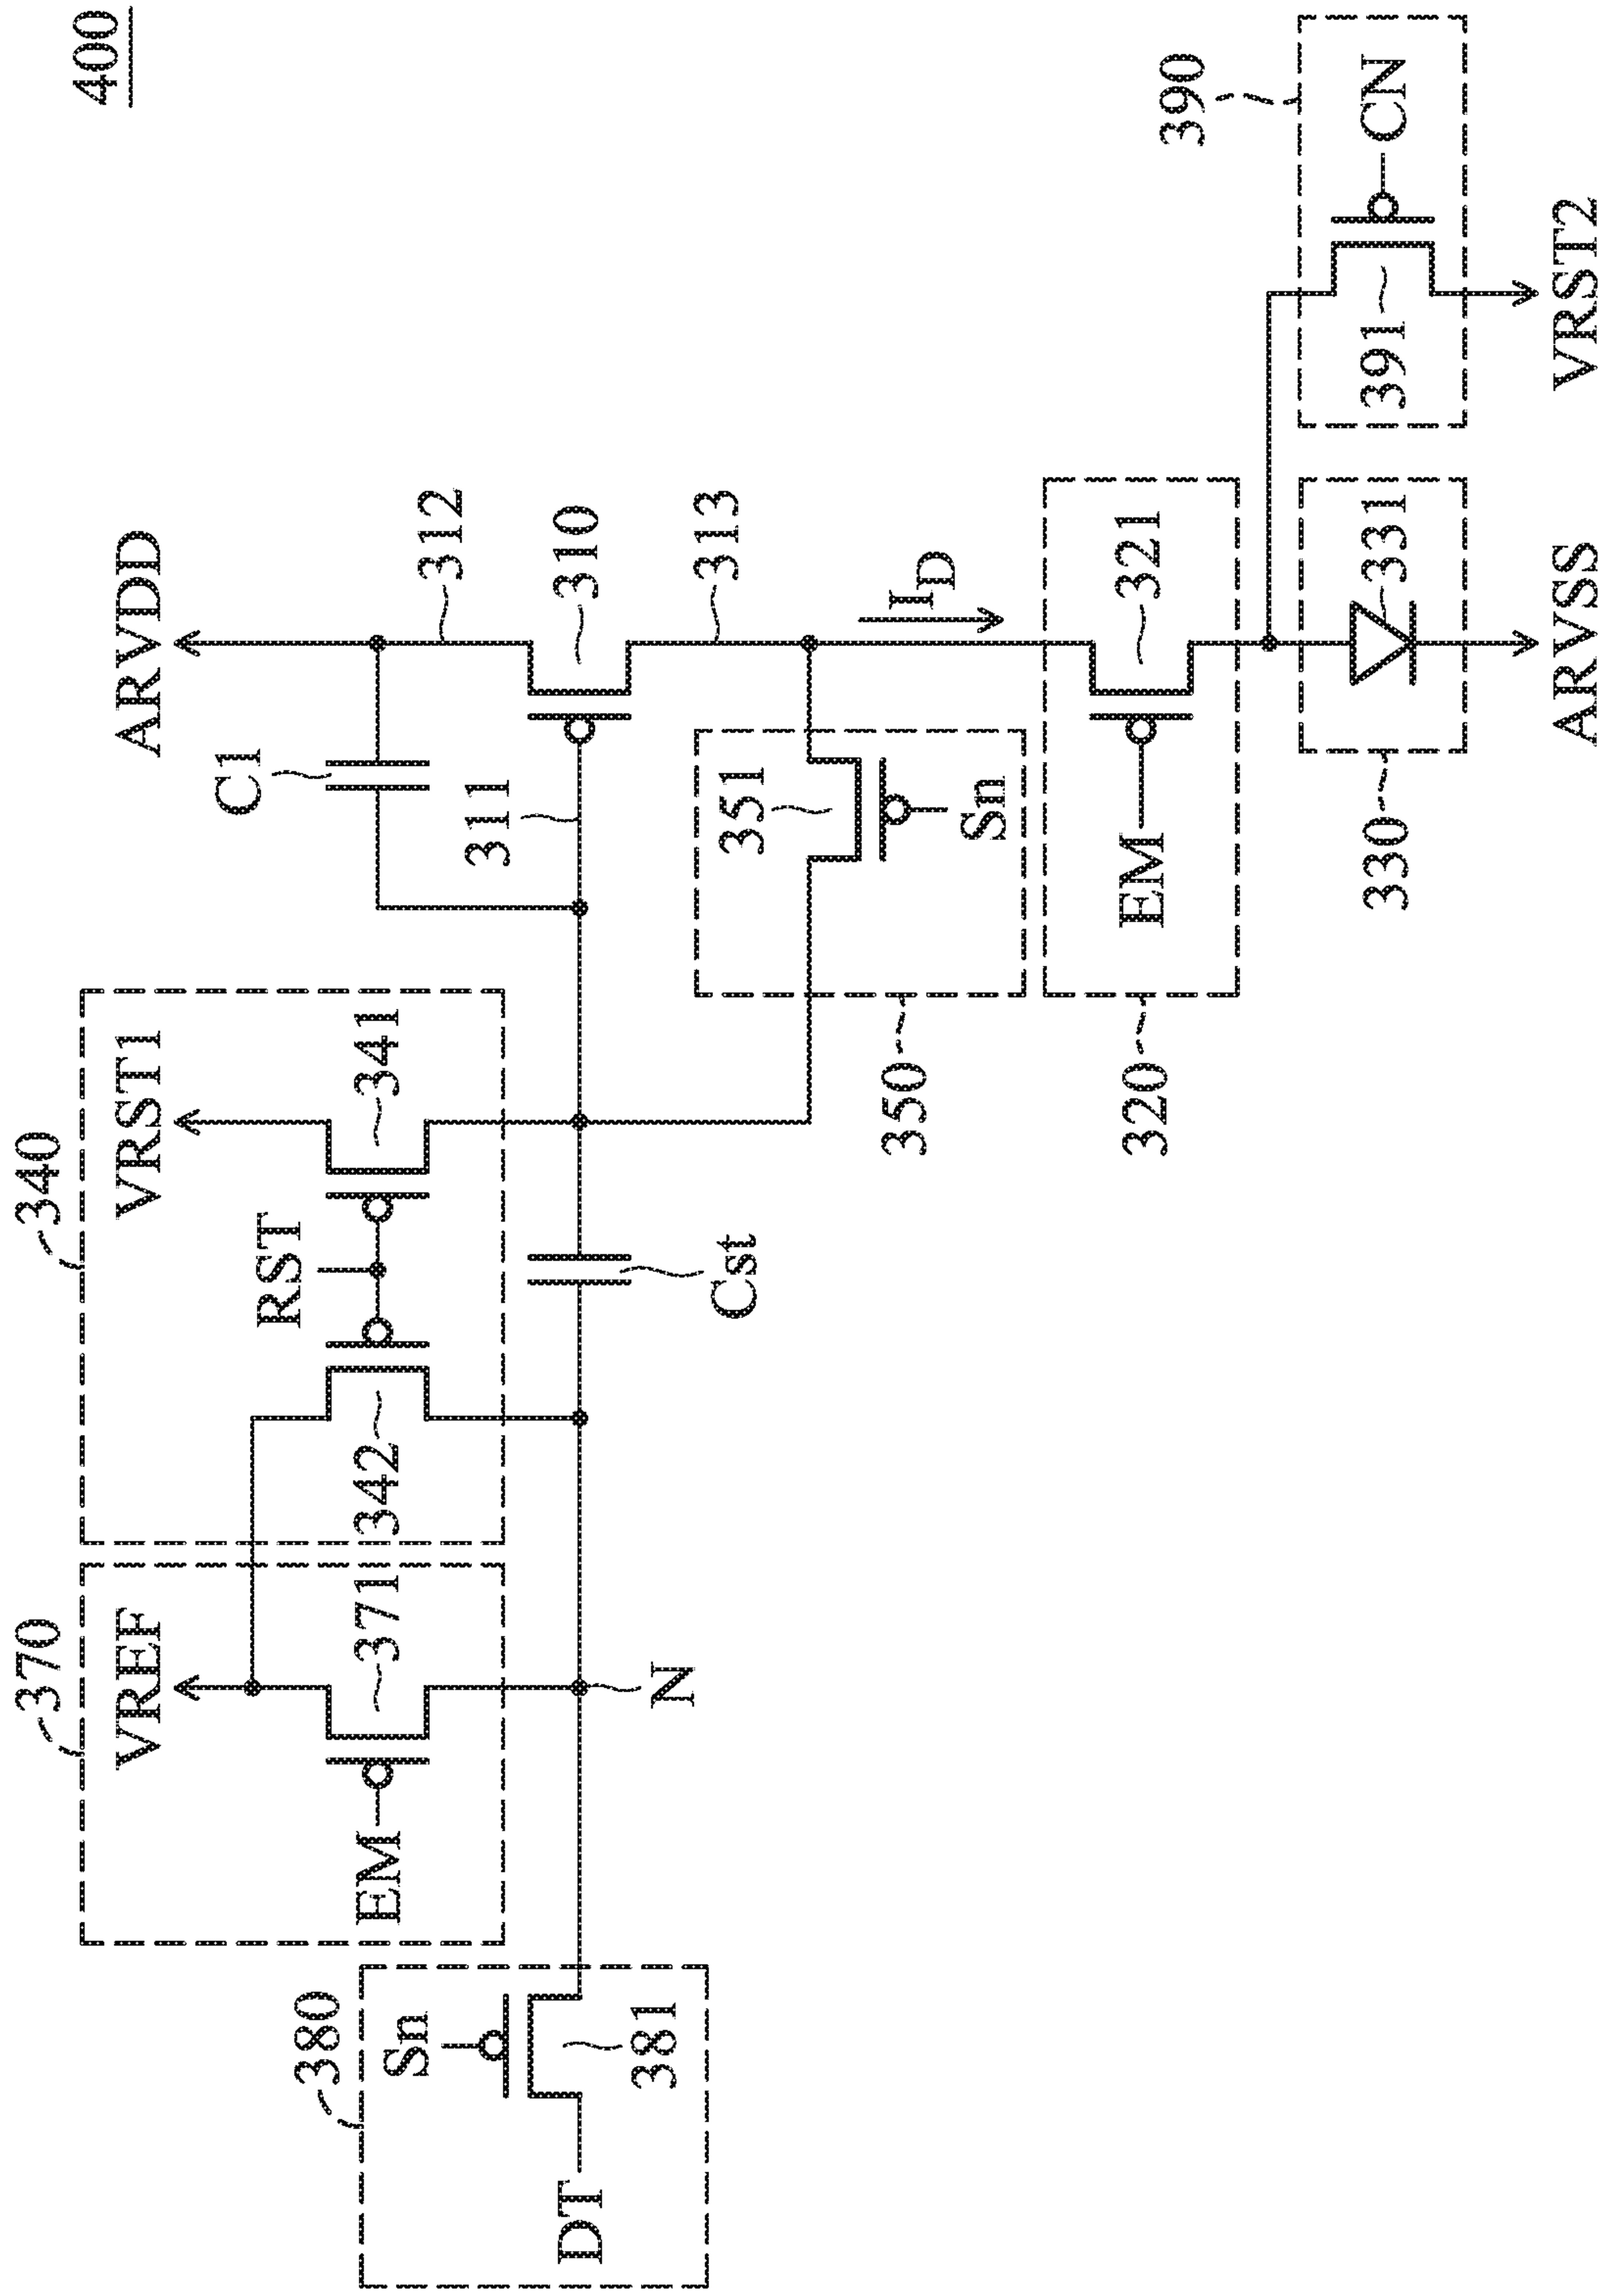 400
370
340
VREF
VRST1
ARVDD
C1
RST
380
EM
371
342
341
Sn
312
311
DT
310
381
N
313
Cst
351
350
ID
Sn
320
EM
321
390
330
331
391
CN
ARVSS
VRST2